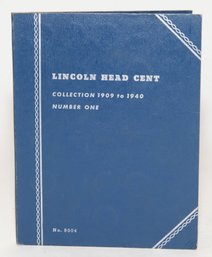 LINCOLN HEAD CENT
COLLECTION 1909 to 1940
NUMBER ONE
No. 9004